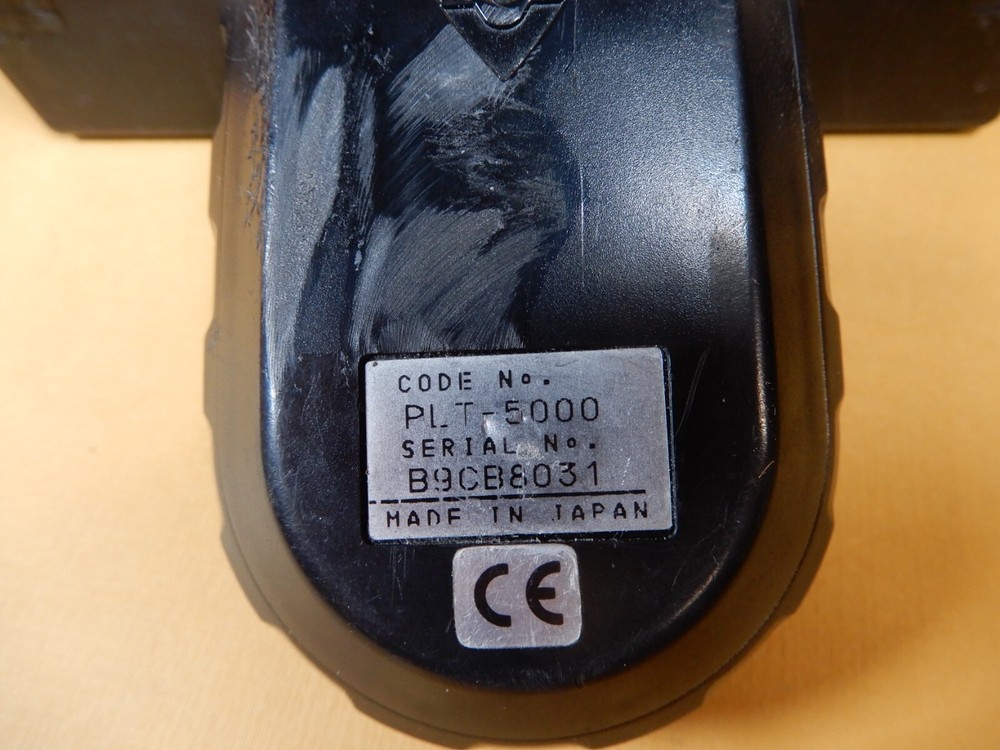 CODE No.
PLT-5000
SERIAL No.
B9CB8031
MADE IN JAPAN
CE